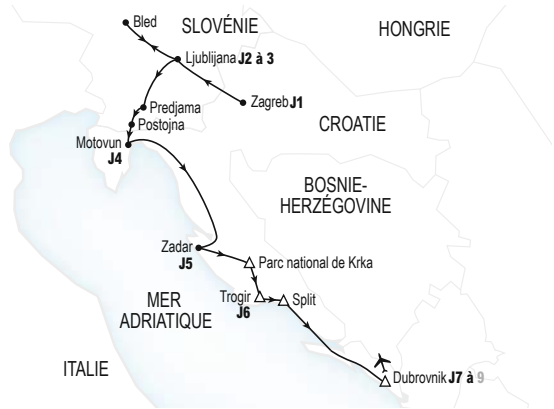 SLOVÉNIE
HONGRIE
Bled
Ljublijana J2 à 3
Zagreb J1
Predjama
Postojna
CROATIE
Motovun
J4
BOSNIE-
HERZÉGOVINE
Zadar
J5
Parc national de Krka
Trogir
J6
Split
MER
ADRIATIQUE
ITALIE
Dubrovnik J7 à 9